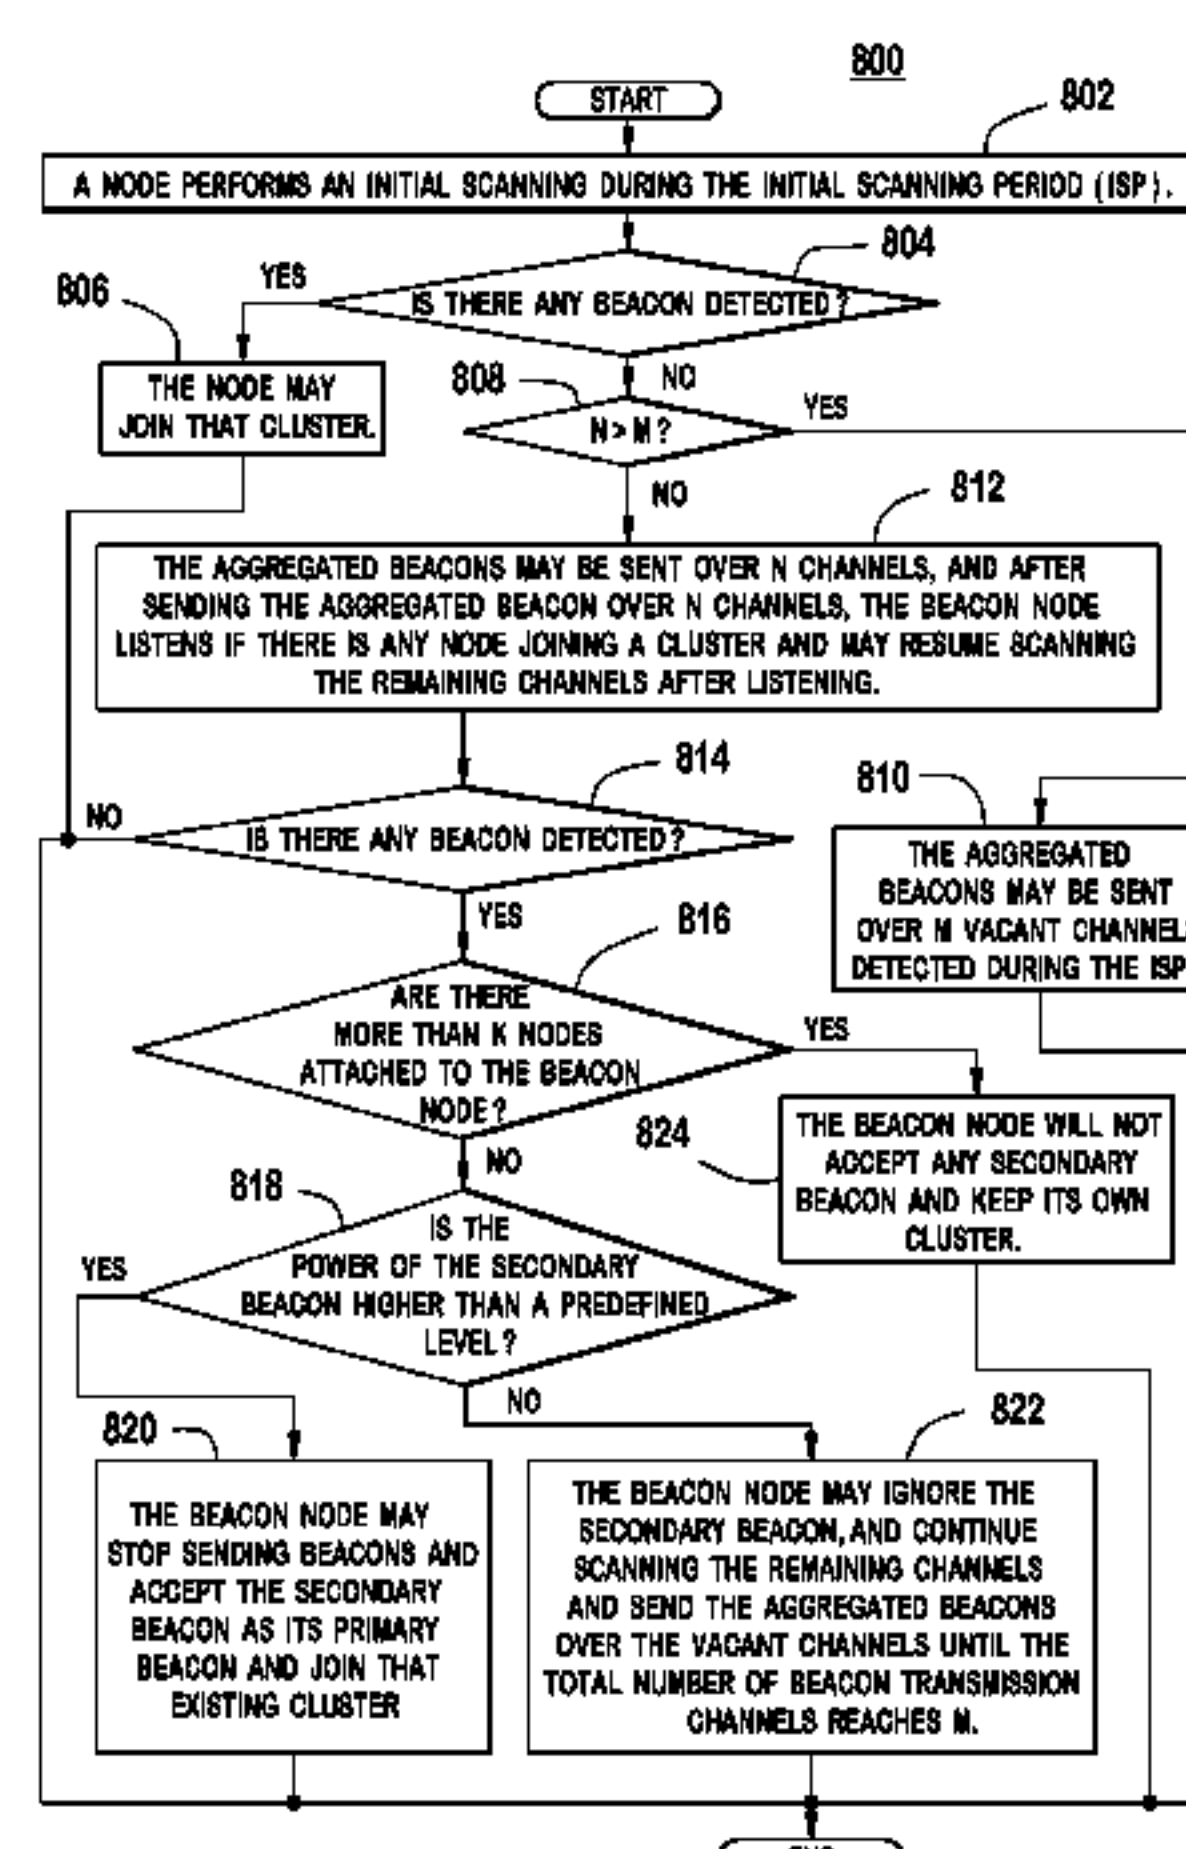 800
START
802
A NODE PERFORMS AN INITIAL SCANNING DURING THE INITIAL SCANNING PERIOD (ISP).
804
YES
806
IS THERE ANY BEACON DETECTED?
THE NODE MAY
JOIN THAT CLUSTER.
808
NO
YES
N>M?
NO
812
THE AGGREGATED BEACONS MAY BE SENT OVER N CHANNELS, AND AFTER
SENDING THE AGGREGATED BEACON OVER N CHANNELS, THE BEACON NODE
LISTENS IF THERE IS ANY NODE JOINING A CLUSTER AND MAY RESUME SCANNING
THE REMAINING CHANNELS AFTER LISTENING.
814
810
NO
IS THERE ANY BEACON DETECTED?
THE AGGREGATED
BEACONS MAY BE SENT
OVER M VACANT CHANNELS
DETECTED DURING THE ISP
YES
816
ARE THERE
MORE THAN K NODES
ATTACHED TO THE BEACON
NODE?
YES
824
THE BEACON NODE WILL NOT
ACCEPT ANY SECONDARY
BEACON AND KEEP ITS OWN
CLUSTER.
NO
818
IS THE
POWER OF THE SECONDARY
BEACON HIGHER THAN A PREDEFINED
LEVEL?
YES
NO
820
822
THE BEACON NODE MAY
STOP SENDING BEACONS AND
ACCEPT THE SECONDARY
BEACON AS ITS PRIMARY
BEACON AND JOIN THAT
EXISTING CLUSTER
THE BEACON NODE MAY IGNORE THE
SECONDARY BEACON, AND CONTINUE
SCANNING THE REMAINING CHANNELS
AND SEND THE AGGREGATED BEACONS
OVER THE VACANT CHANNELS UNTIL THE
TOTAL NUMBER OF BEACON TRANSMISSION
CHANNELS REACHES M.